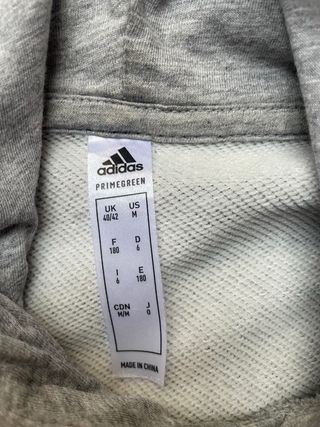 adidas
PRIMEGREEN
UK US
40/42 M
F D
180 6
I E
6 180
CDN J
M/M O
MADE IN CHINA